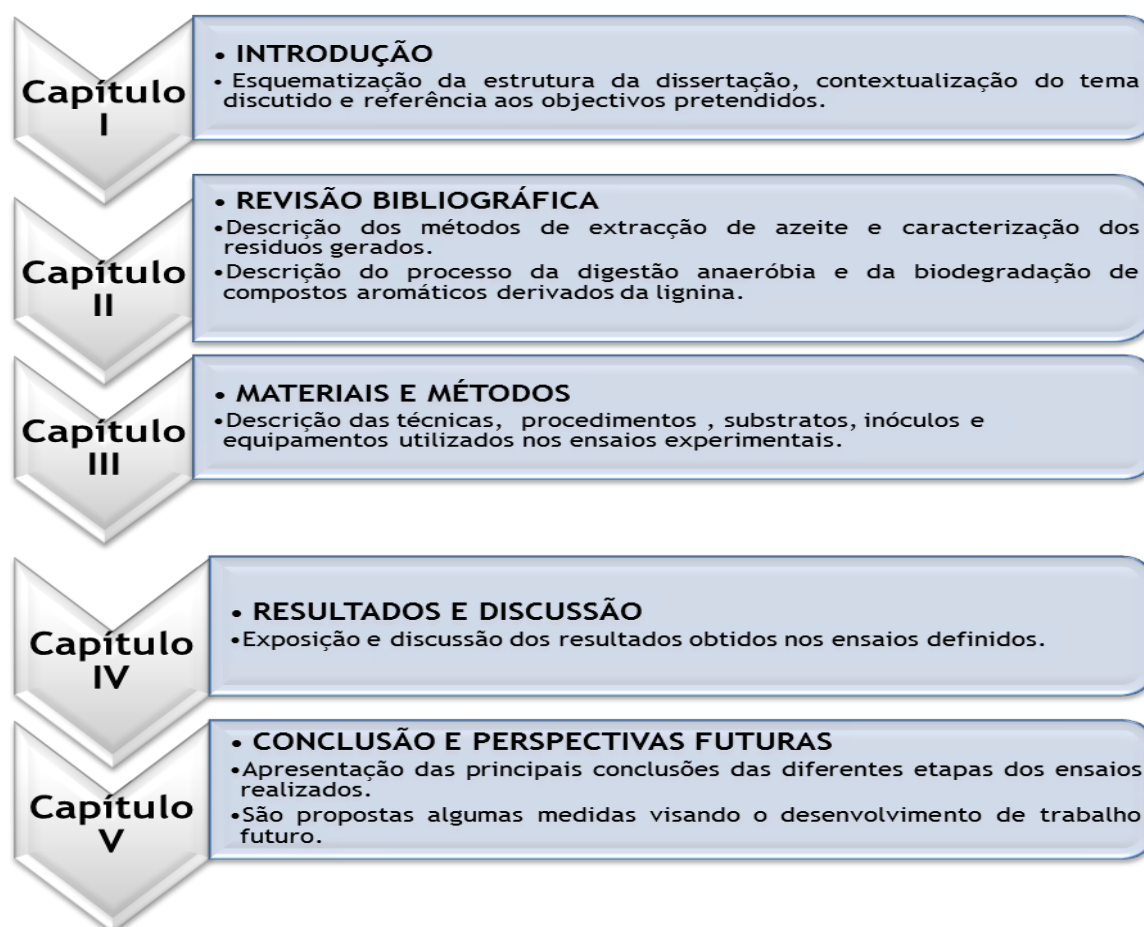 Capítulo
I
• INTRODUÇÃO
• Esquematização da estrutura da dissertação, contextualização do tema
discutido e referência aos objectivos pretendidos.
Capítulo
II
• REVISÃO BIBLIOGRÁFICA
•Descrição dos métodos de extracção de azeite e caracterização dos
residuos gerados.
•Descrição do processo da digestão anaeróbia e da biodegradação de
compostos aromáticos derivados da lignina.
Capítulo
III
• MATERIAIS E MÉTODOS
•Descrição das técnicas, procedimentos , substratos, inóculos e
equipamentos utilizados nos ensaios experimentais.
Capítulo
IV
• RESULTADOS E DISCUSSÃO
•Exposição e discussão dos resultados obtidos nos ensaios definidos.
Capítulo
V
• CONCLUSÃO E PERSPECTIVAS FUTURAS
•Apresentação das principais conclusões das diferentes etapas dos ensaios
realizados.
•São propostas algumas medidas visando o desenvolvimento de trabalho
futuro.